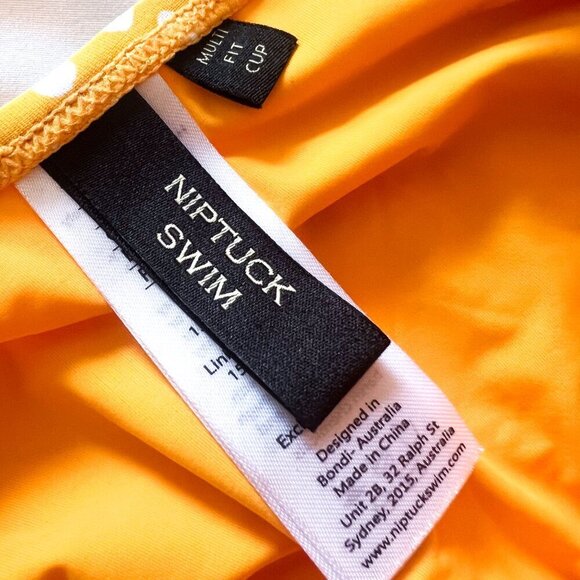 MULTI
FIT
CUP
NIPTUCK
SWIM
Designed in
Bondi- Australia
Made in China
Unit 2B, 32 Ralph St
Sydney, 2015, Australia
www.niptuckswim.com